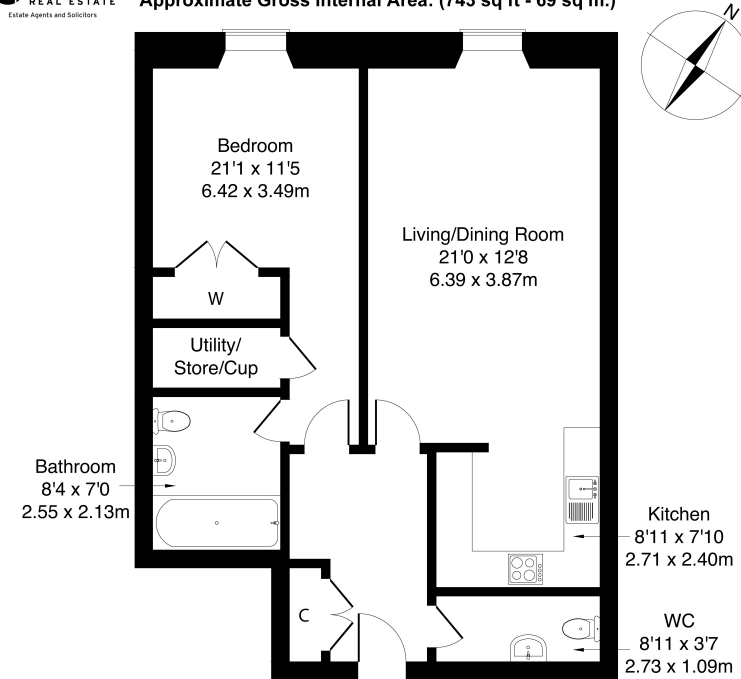 REAL ESTATE
Estate Agents and Solicitors
Approximate Gross Internal Area: (743 sq ft - 69 sq m.)
N
Bedroom
21'1 x 11'5
6.42 x 3.49m
Living/Dining Room
21'0 x 12'8
6.39 x 3.87m
W
Utility/
Store/Cup
Bathroom
8'4 x 7'0
2.55 x 2.13m
Kitchen
8'11 x 7'10
2.71 x 2.40m
C
WC
8'11 x 3'7
2.73 x 1.09m